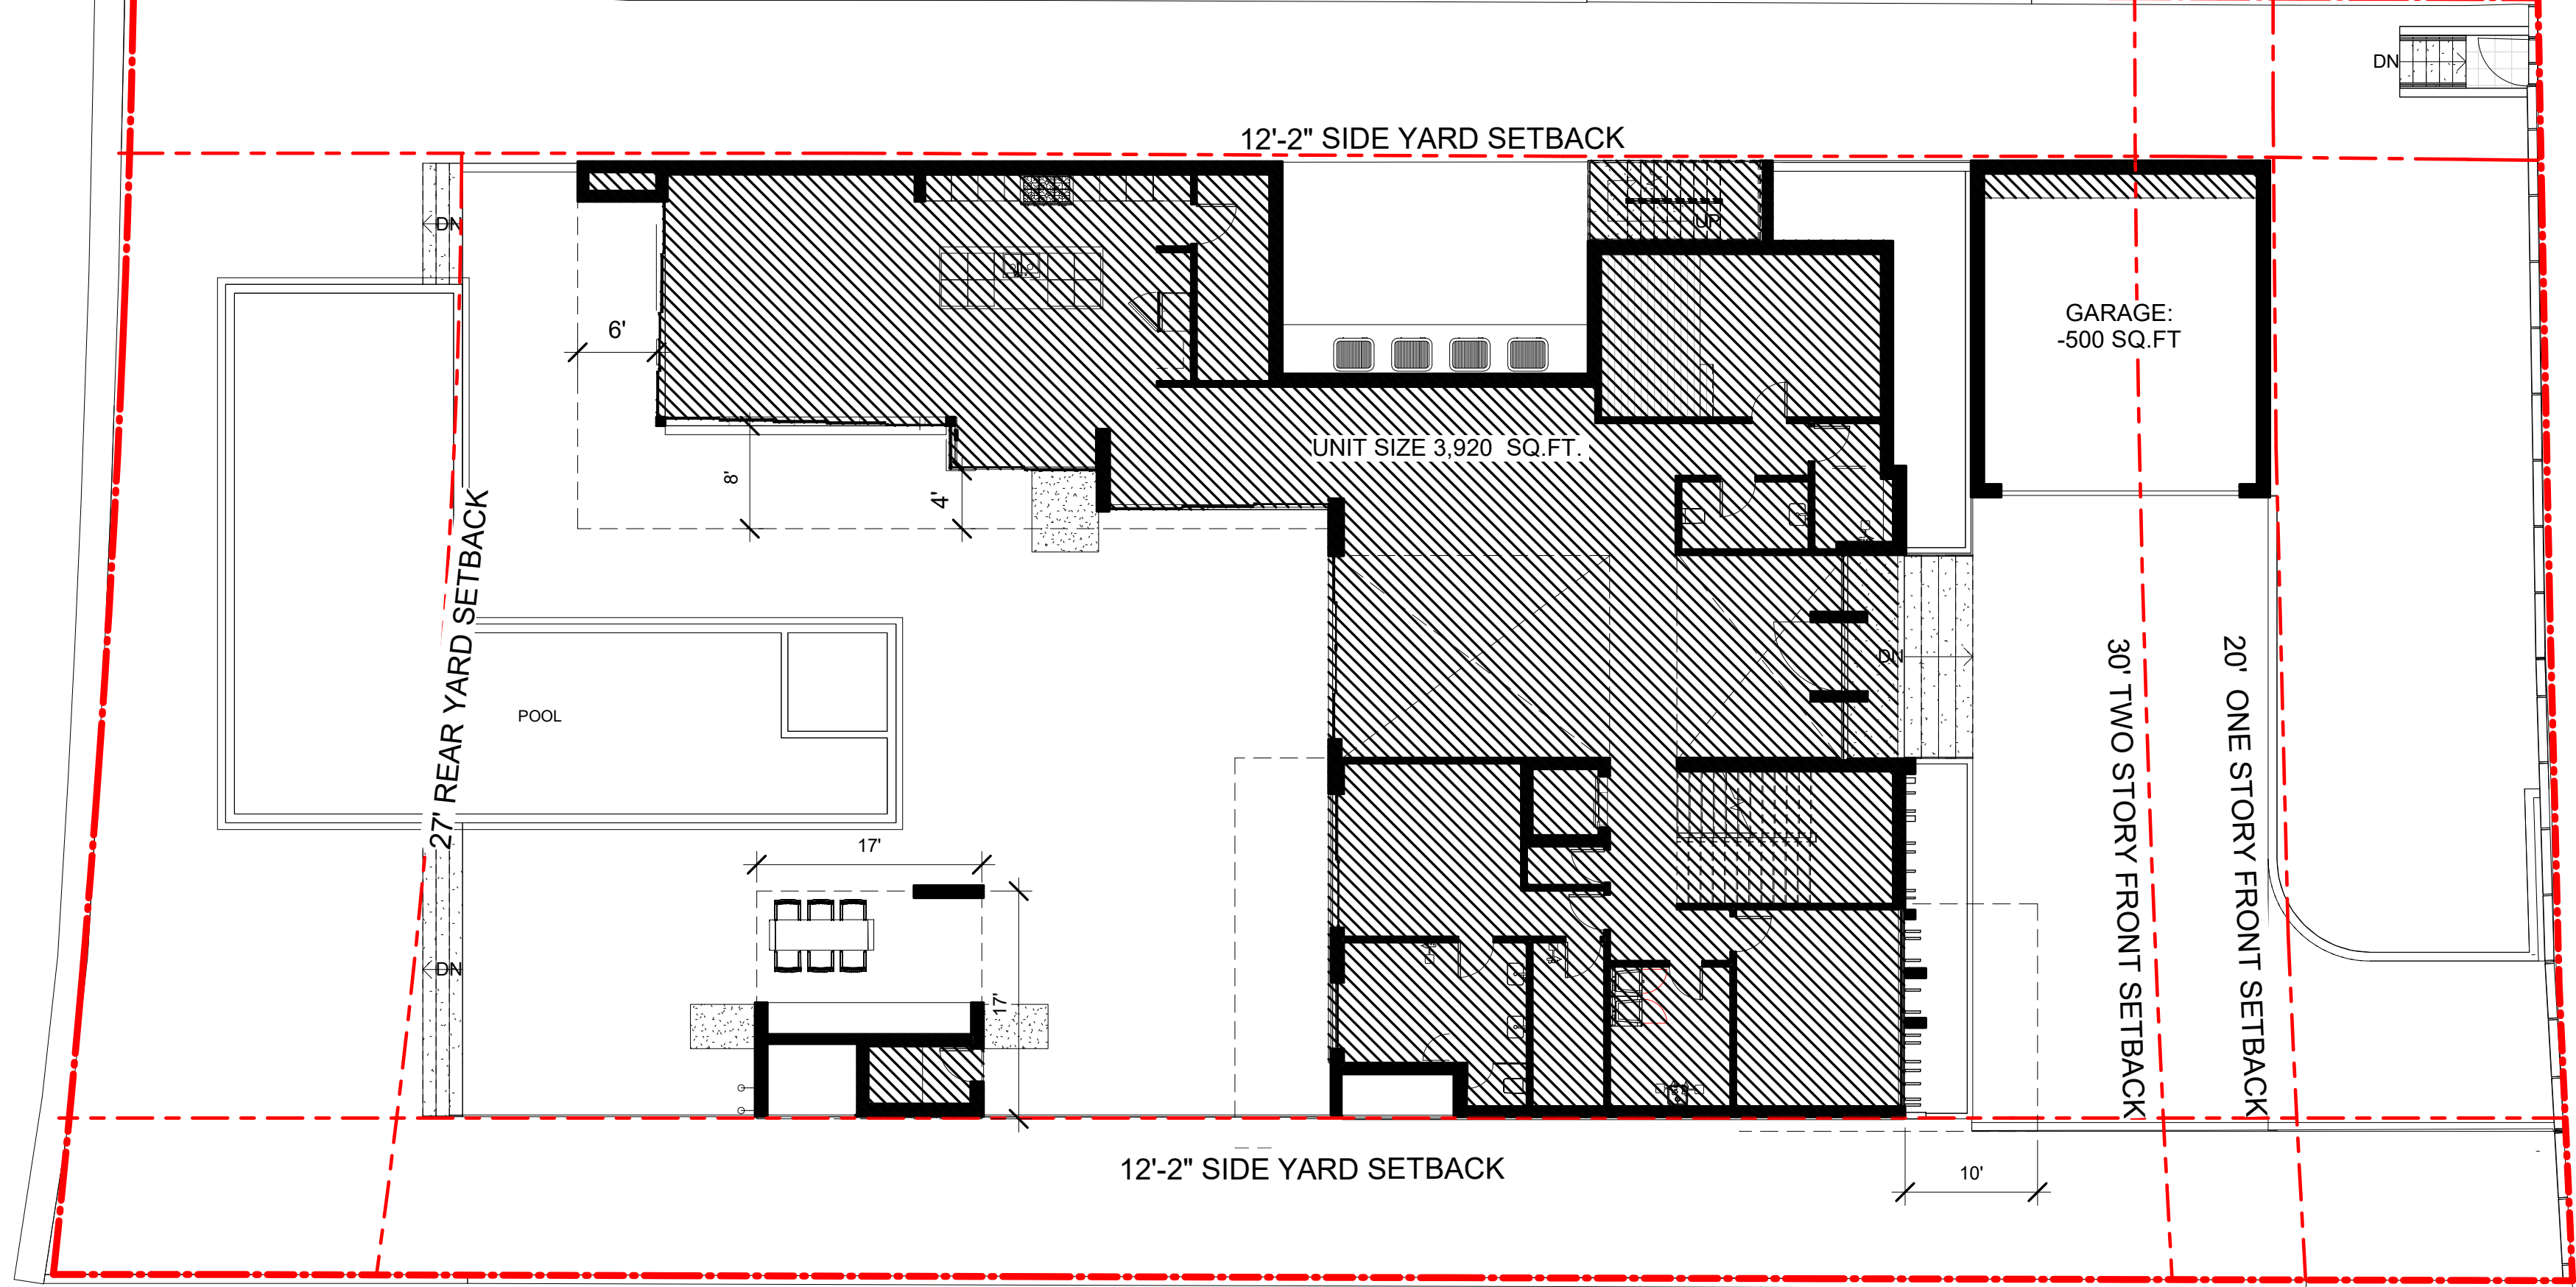 DN
12'-2" SIDE YARD SETBACK
DN
UP
6'
GARAGE:
-500 SQ.FT
UNIT SIZE 3,920 SQ.FT.
8'
4'
27' REAR YARD SETBACK
DN
30' TWO STORY FRONT SETBACK
20' ONE STORY FRONT SETBACK
POOL
17'
DN
17'
12'-2" SIDE YARD SETBACK
10'